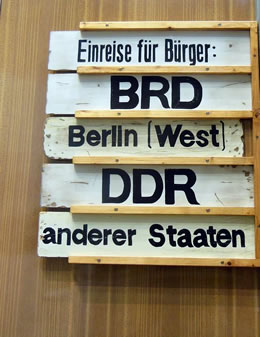 Einreise für Bürger:
BRD
Berlin (West)
DDR
anderer Staaten